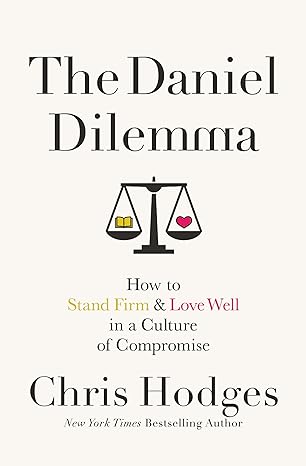 The Daniel
Dilemma
How to
Stand Firm & Love Well
in a Culture
of Compromise
Chris Hodges
New York Times Bestselling Author